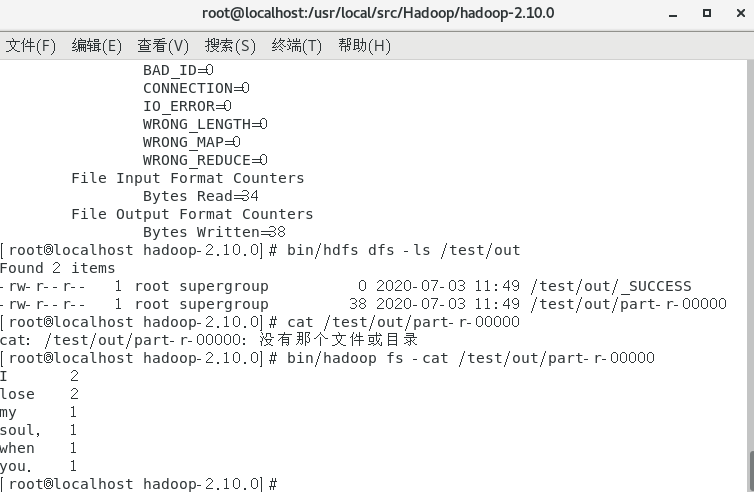 root@localhost:/usr/local/src/Hadoop/hadoop-2.10.0
文件(F) 编辑(E) 查看(V) 搜索(S) 终端(T) 帮助(H)
BAD_ID=0
CONNECTION=0
IO_ERROR=0
WRONG_LENGTH=0
WRONG_MAP=0
WRONG_REDUCE=0
File Input Format Counters
Bytes Read=34
File Output Format Counters
Bytes Written=38
[root@localhost hadoop-2.10.0]# bin/hdfs dfs -ls /test/out
Found 2 items
-rw-r--r--   1 root supergroup          0 2020-07-03 11:49 /test/out/_SUCCESS
-rw-r--r--   1 root supergroup         38 2020-07-03 11:49 /test/out/part-r-00000
[root@localhost hadoop-2.10.0]# cat /test/out/part-r-00000
cat: /test/out/part-r-00000: 没有那个文件或目录
[root@localhost hadoop-2.10.0]# bin/hadoop fs -cat /test/out/part-r-00000
I 2
lose 2
my 1
soul, 1
when 1
you. 1
[root@localhost hadoop-2.10.0]#